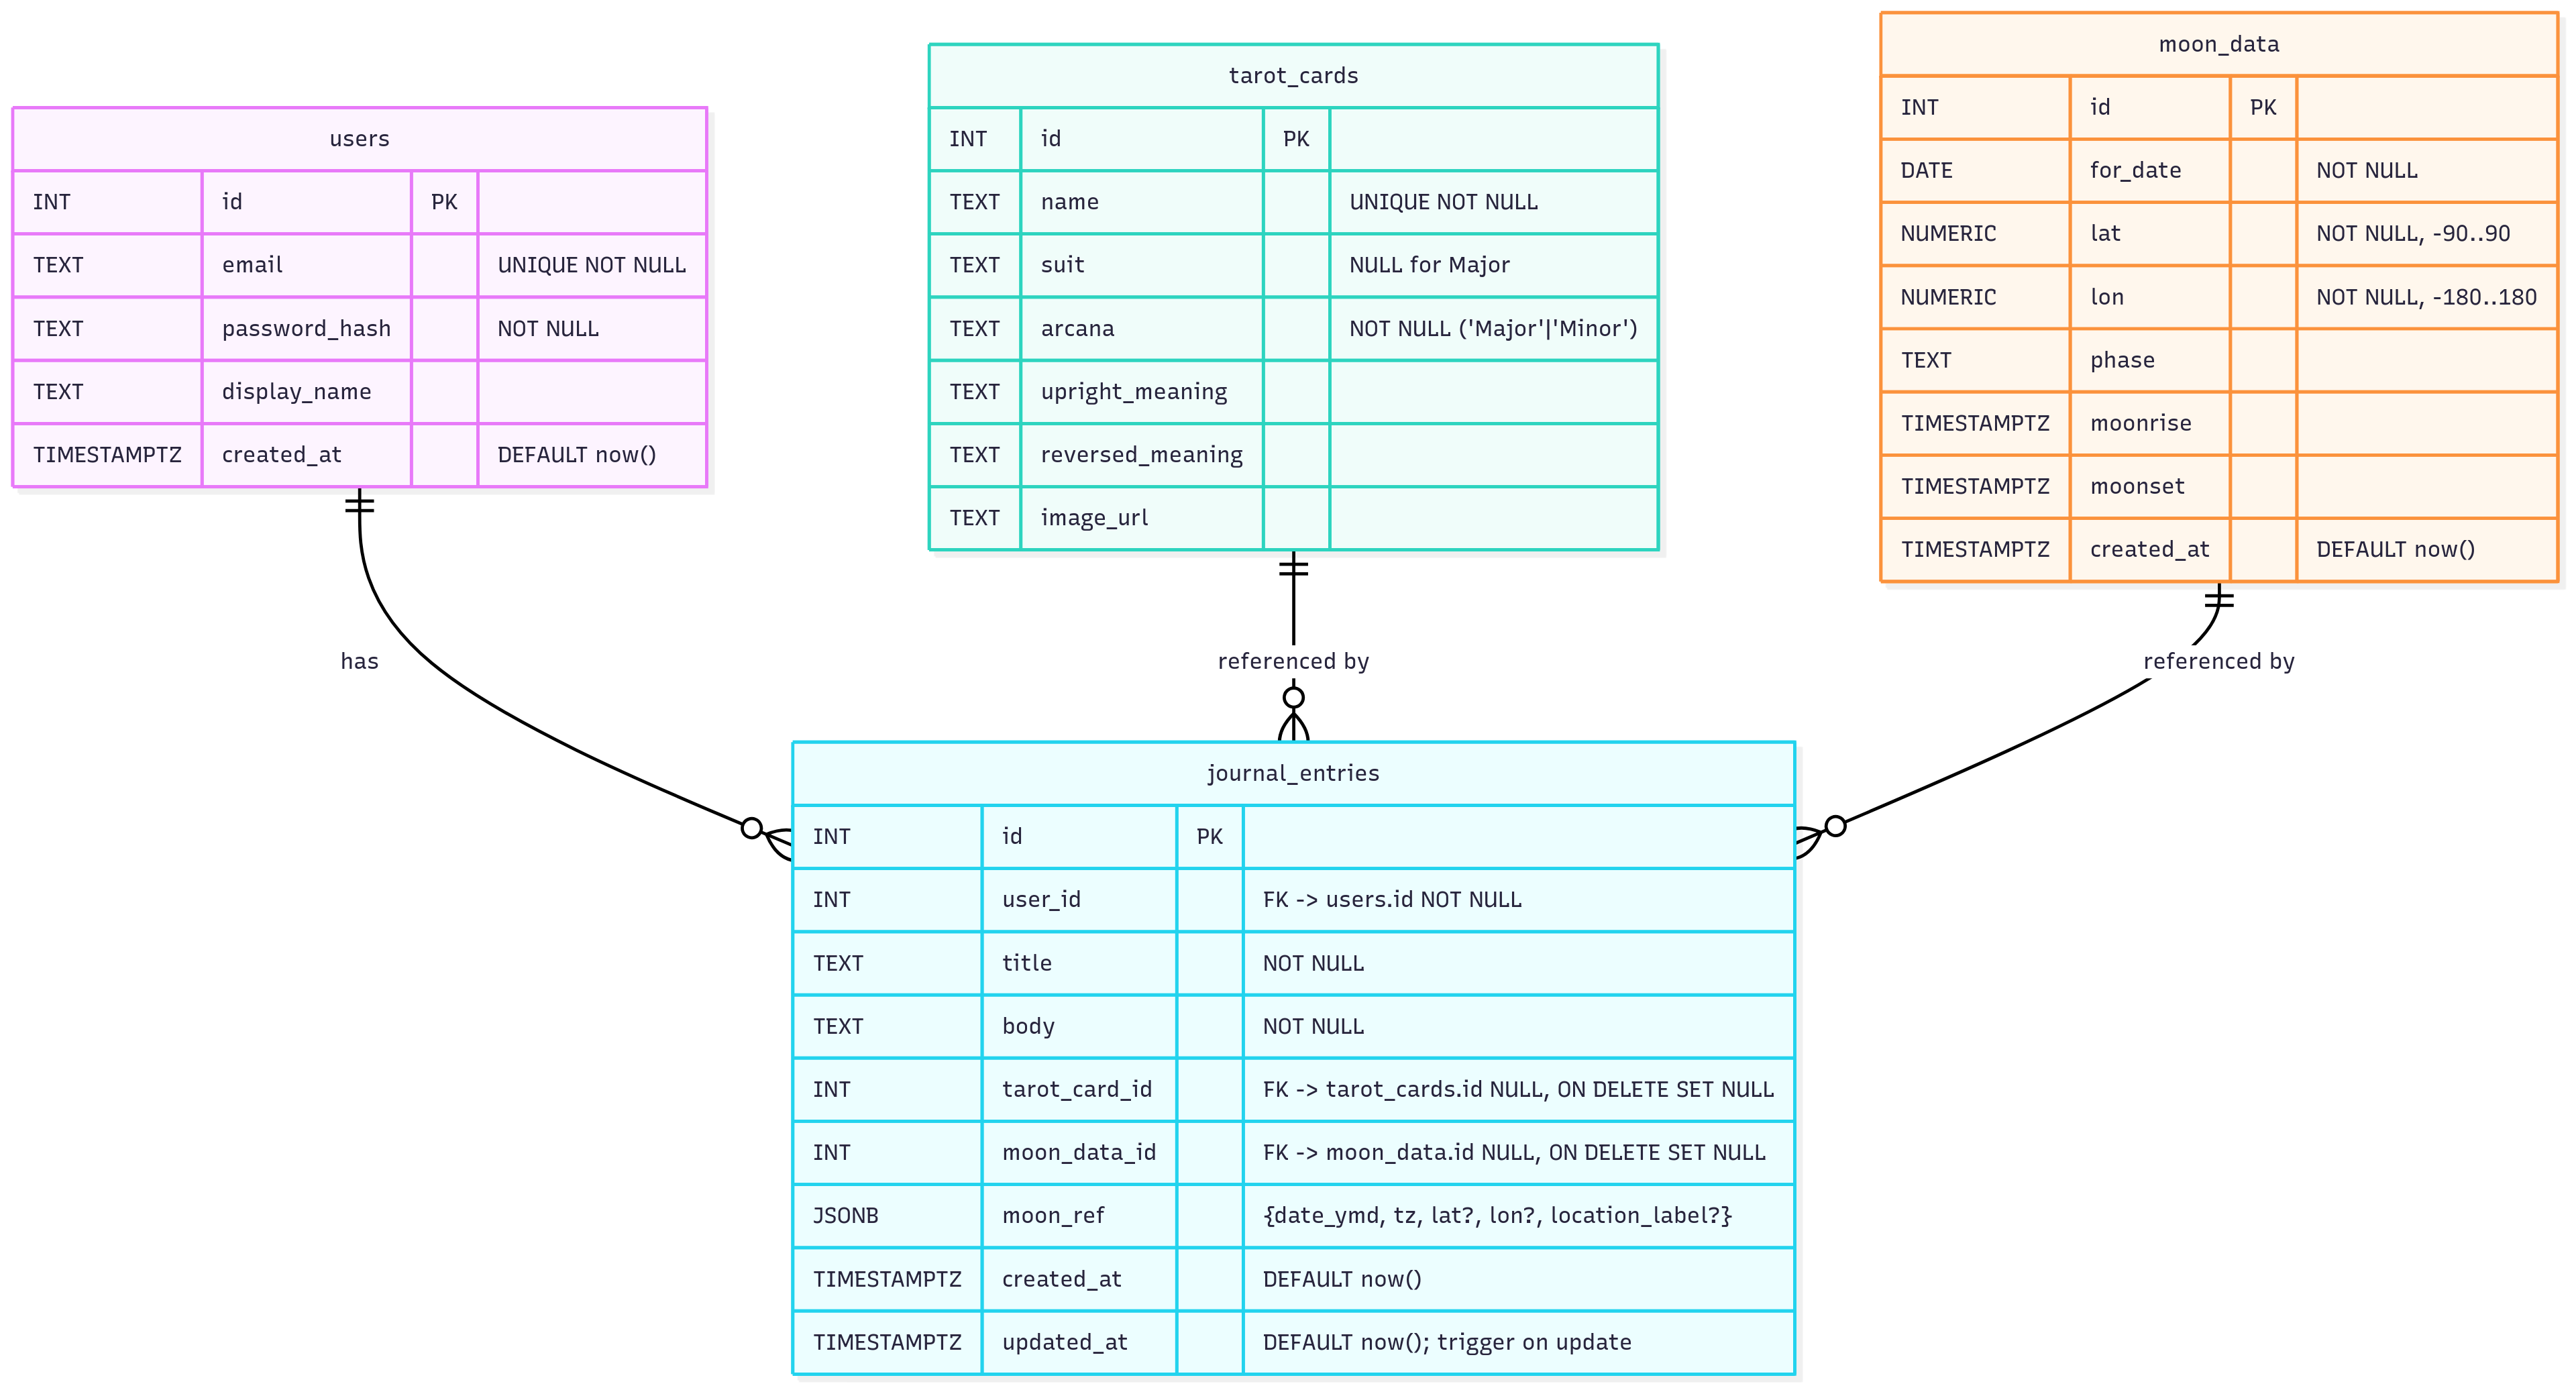 users
INT id PK
TEXT email UNIQUE NOT NULL
TEXT password_hash NOT NULL
TEXT display_name
TIMESTAMPTZ created_at DEFAULT now()
tarot_cards
INT id PK
TEXT name UNIQUE NOT NULL
TEXT suit NULL for Major
TEXT arcana NOT NULL ('Major'|'Minor')
TEXT upright_meaning
TEXT reversed_meaning
TEXT image_url
moon_data
INT id PK
DATE for_date NOT NULL
NUMERIC lat NOT NULL, -90..90
NUMERIC lon NOT NULL, -180..180
TEXT phase
TIMESTAMPTZ moonrise
TIMESTAMPTZ moonset
TIMESTAMPTZ created_at DEFAULT now()
has
referenced by
referenced by
journal_entries
INT id PK
INT user_id FK -> users.id NOT NULL
TEXT title NOT NULL
TEXT body NOT NULL
INT tarot_card_id FK -> tarot_cards.id NULL, ON DELETE SET NULL
INT moon_data_id FK -> moon_data.id NULL, ON DELETE SET NULL
JSONB moon_ref {date_ymd, tz, lat?, lon?, location_label?}
TIMESTAMPTZ created_at DEFAULT now()
TIMESTAMPTZ updated_at DEFAULT now(); trigger on update